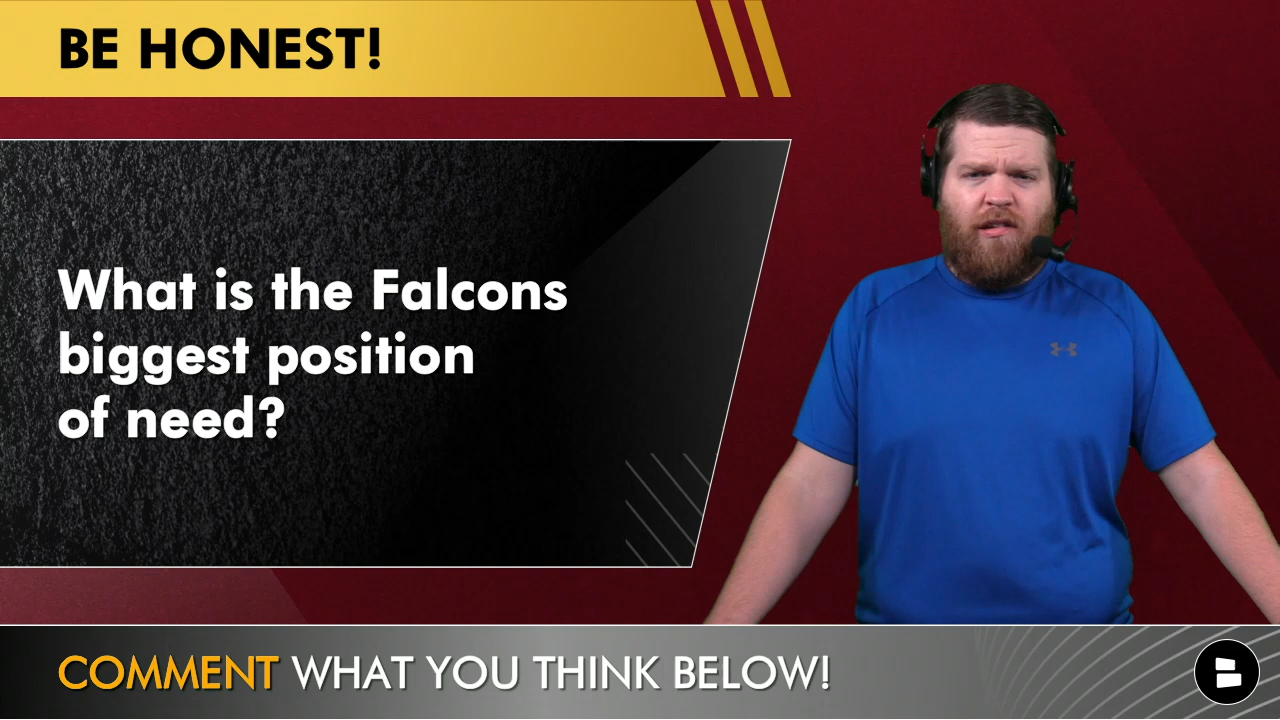 BE HONEST!
What is the Falcons
biggest position
of need?
COMMENT WHAT YOU THINK BELOW!